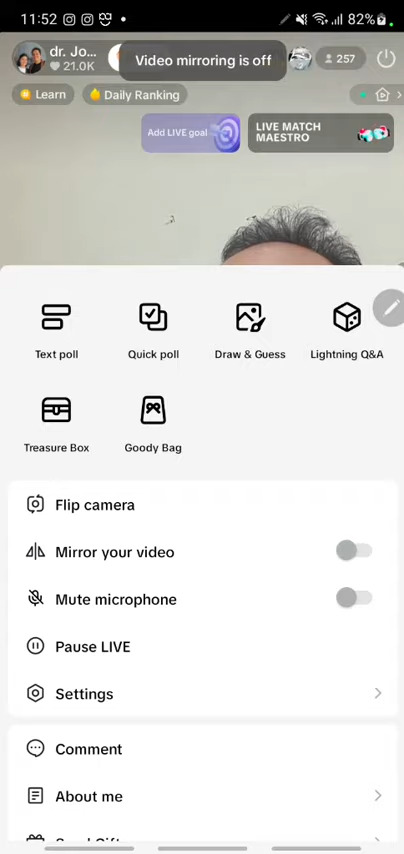 11:52
82%
dr. Jo...
21.0K
Video mirroring is off
257
Learn
Daily Ranking
Add LIVE goal
LIVE MATCH
MAESTRO
Text poll
Quick poll
Draw & Guess
Lightning Q&A
Treasure Box
Goody Bag
Flip camera
Mirror your video
Mute microphone
Pause LIVE
Settings
Comment
About me